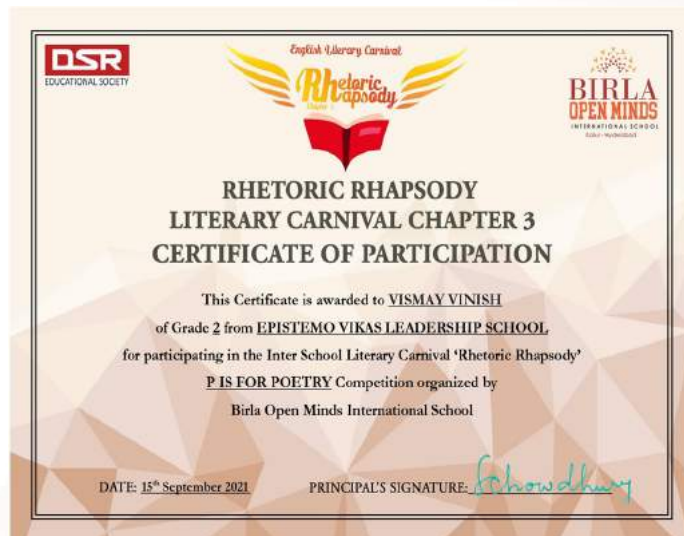 DSR
EDUCATIONAL SOCIETY
English Literary Carnival
Rhetoric
Rhapsody
BIRLA
OPEN MINDS
INTERNATIONAL SCHOOL
RHETORIC RHAPSODY
LITERARY CARNIVAL CHAPTER 3
CERTIFICATE OF PARTICIPATION
This Certificate is awarded to VISMAY VINISH
of Grade 2 from EPISTEMO VIKAS LEADERSHIP SCHOOL
for participating in the Inter School Literary Carnival ‘Rhetoric Rhapsody’
P IS FOR POETRY Competition organized by
Birla Open Minds International School
DATE: 15th September 2021
PRINCIPAL'S SIGNATURE: Schowdhury